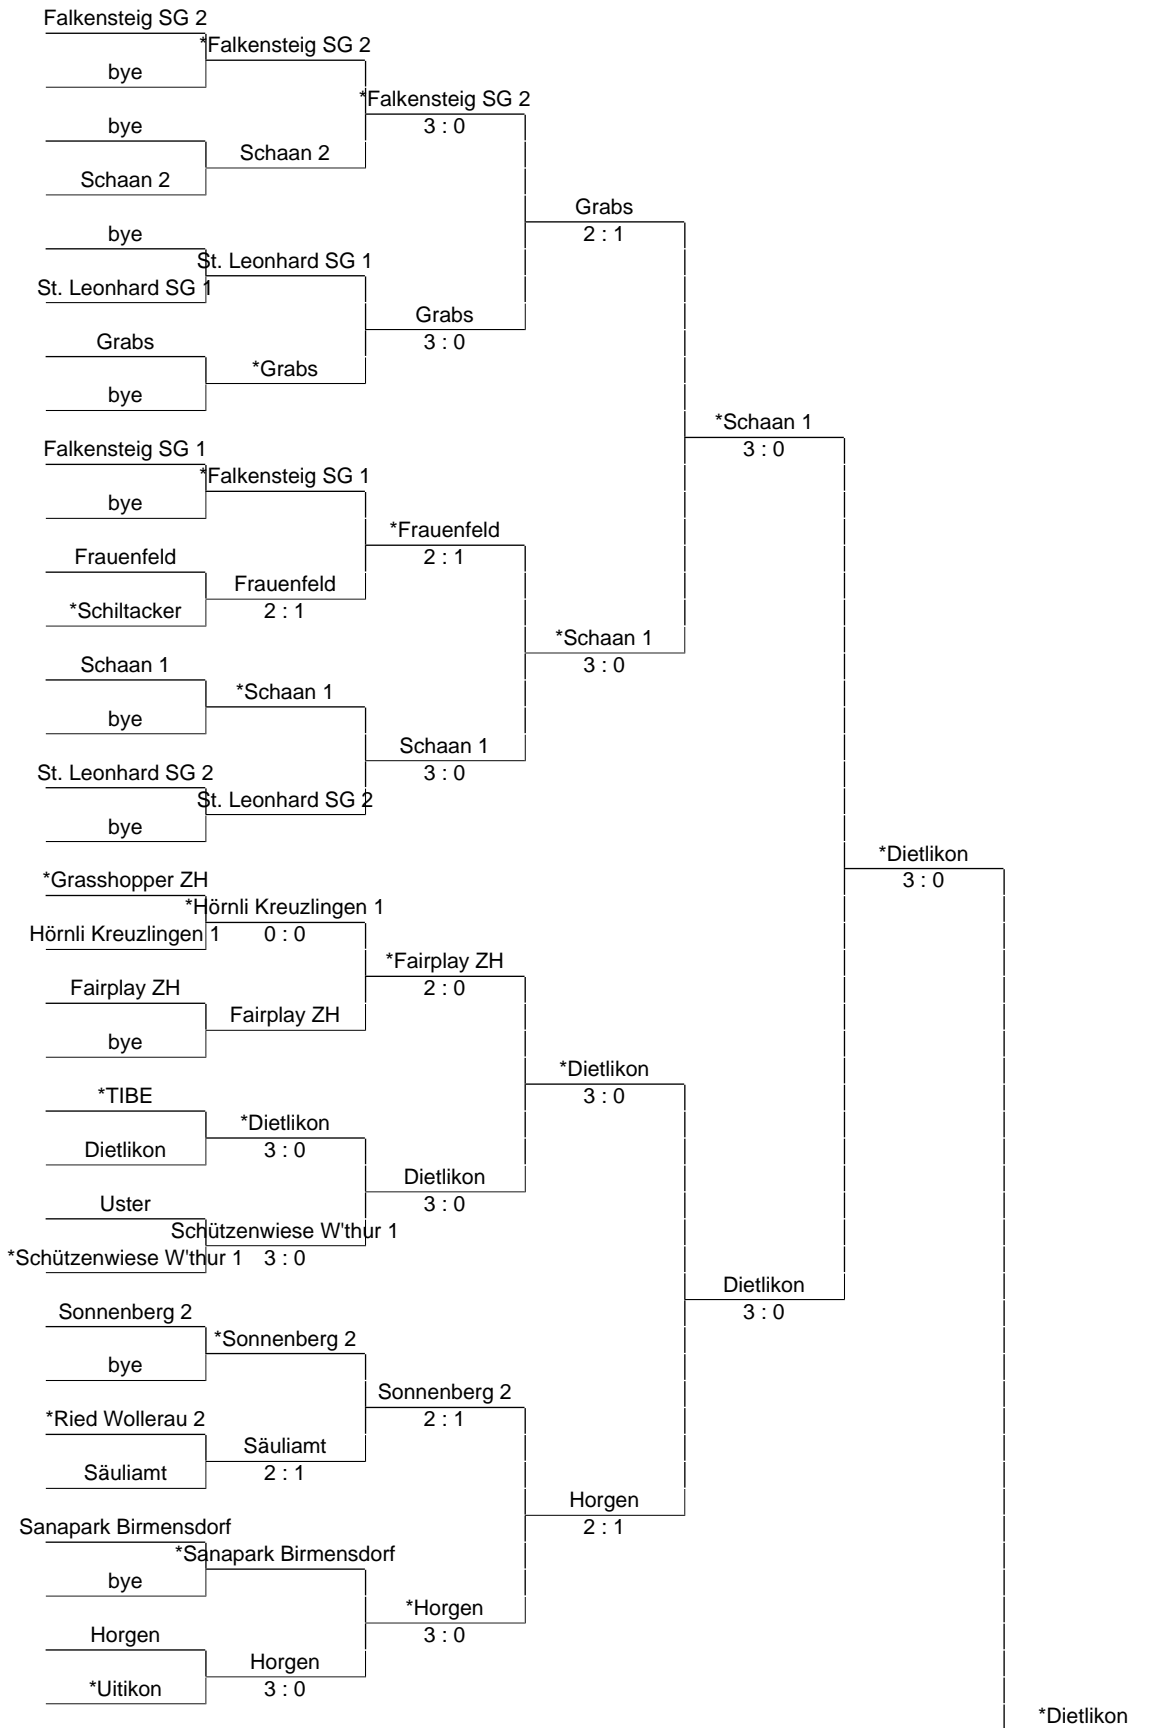 Falkensteig SG 2
*Falkensteig SG 2
bye
*Falkensteig SG 2
3 : 0
bye
Schaan 2
Schaan 2
Grabs
2 : 1
bye
St. Leonhard SG 1
St. Leonhard SG 1
Grabs
3 : 0
Grabs
*Grabs
bye
*Schaan 1
3 : 0
Falkensteig SG 1
*Falkensteig SG 1
bye
*Frauenfeld
2 : 1
Frauenfeld
Frauenfeld
2 : 1
*Schiltacker
*Schaan 1
3 : 0
Schaan 1
*Schaan 1
bye
Schaan 1
3 : 0
St. Leonhard SG 2
St. Leonhard SG 2
bye
*Dietlikon
3 : 0
*Grasshopper ZH
*Hörnli Kreuzlingen 1
0 : 0
Hörnli Kreuzlingen 1
*Fairplay ZH
2 : 0
Fairplay ZH
Fairplay ZH
bye
*Dietlikon
3 : 0
*TIBE
*Dietlikon
3 : 0
Dietlikon
Dietlikon
3 : 0
Uster
Schützenwiese W'thur 1
3 : 0
*Schützenwiese W'thur 1
Dietlikon
3 : 0
Sonnenberg 2
*Sonnenberg 2
bye
Sonnenberg 2
2 : 1
*Ried Wollerau 2
Säuliamt
2 : 1
Säuliamt
Horgen
2 : 1
Sanapark Birmensdorf
*Sanapark Birmensdorf
bye
*Horgen
3 : 0
Horgen
Horgen
3 : 0
*Uitikon
*Dietlikon